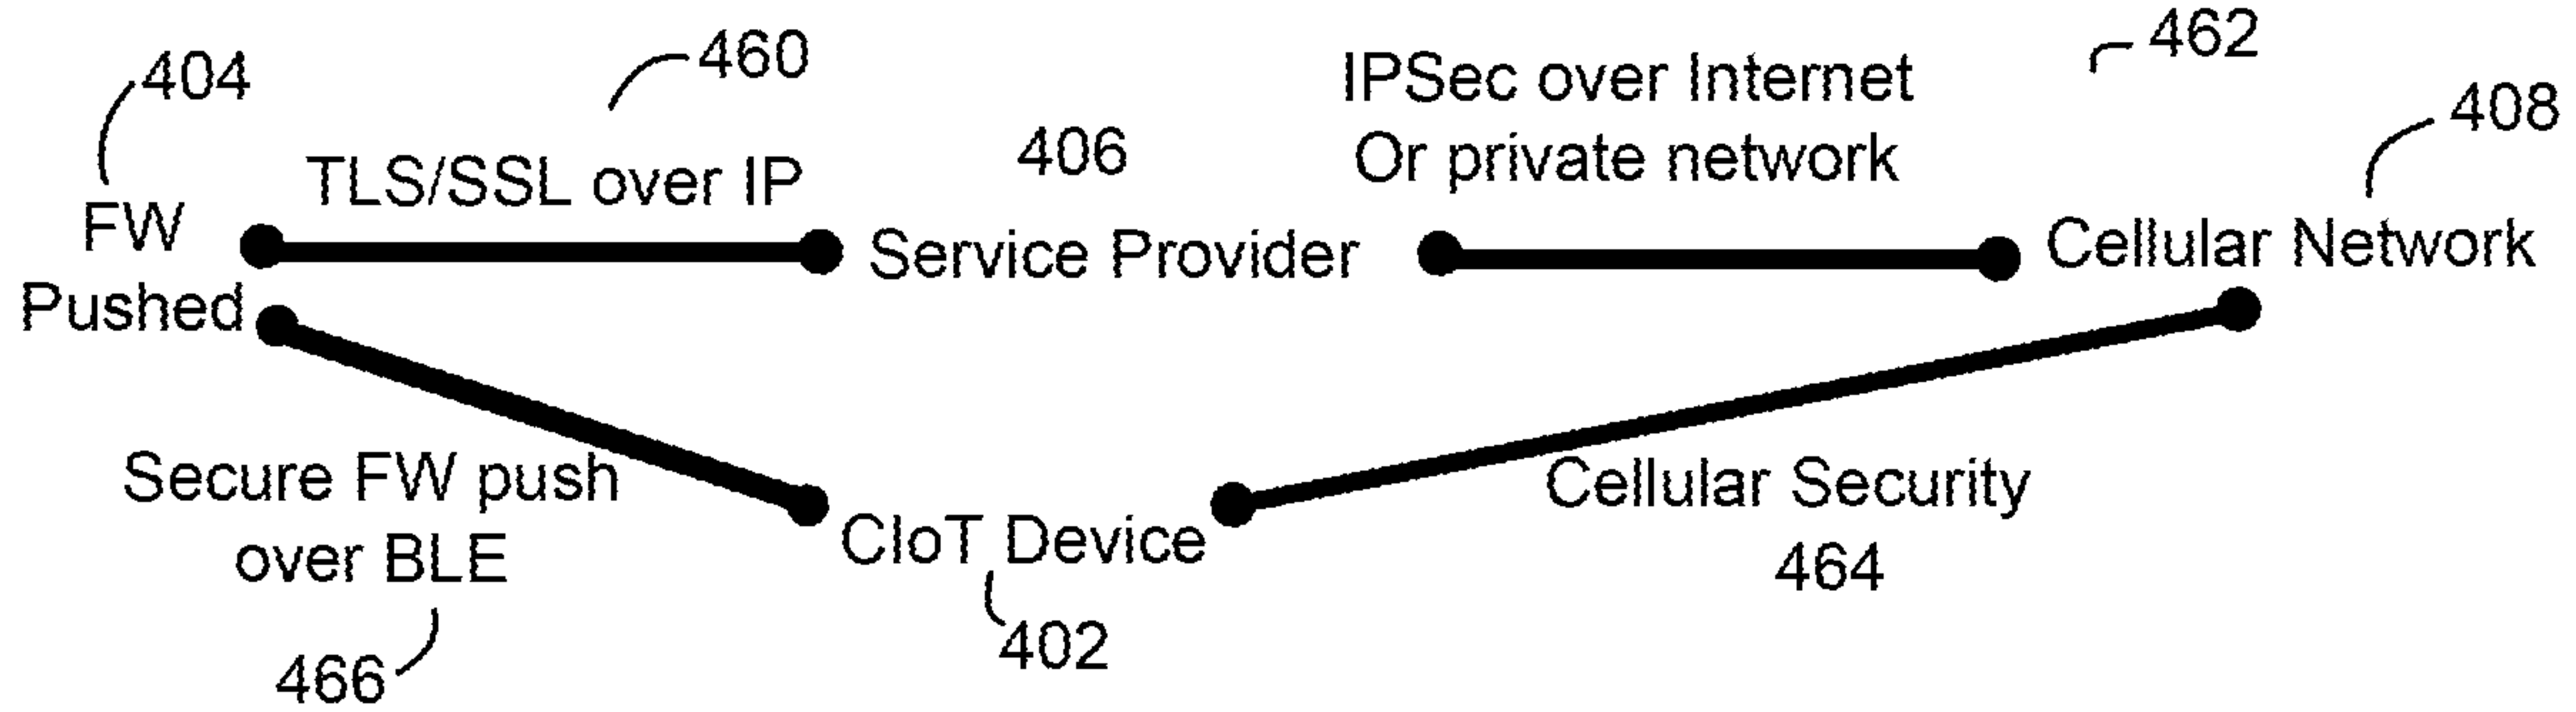 404
460
IPSec over Internet
462
408
TLS/SSL over IP
406
Or private network
FW
Pushed
Service Provider
Cellular Network
Secure FW push
over BLE
466
CIoT Device
402
Cellular Security
464